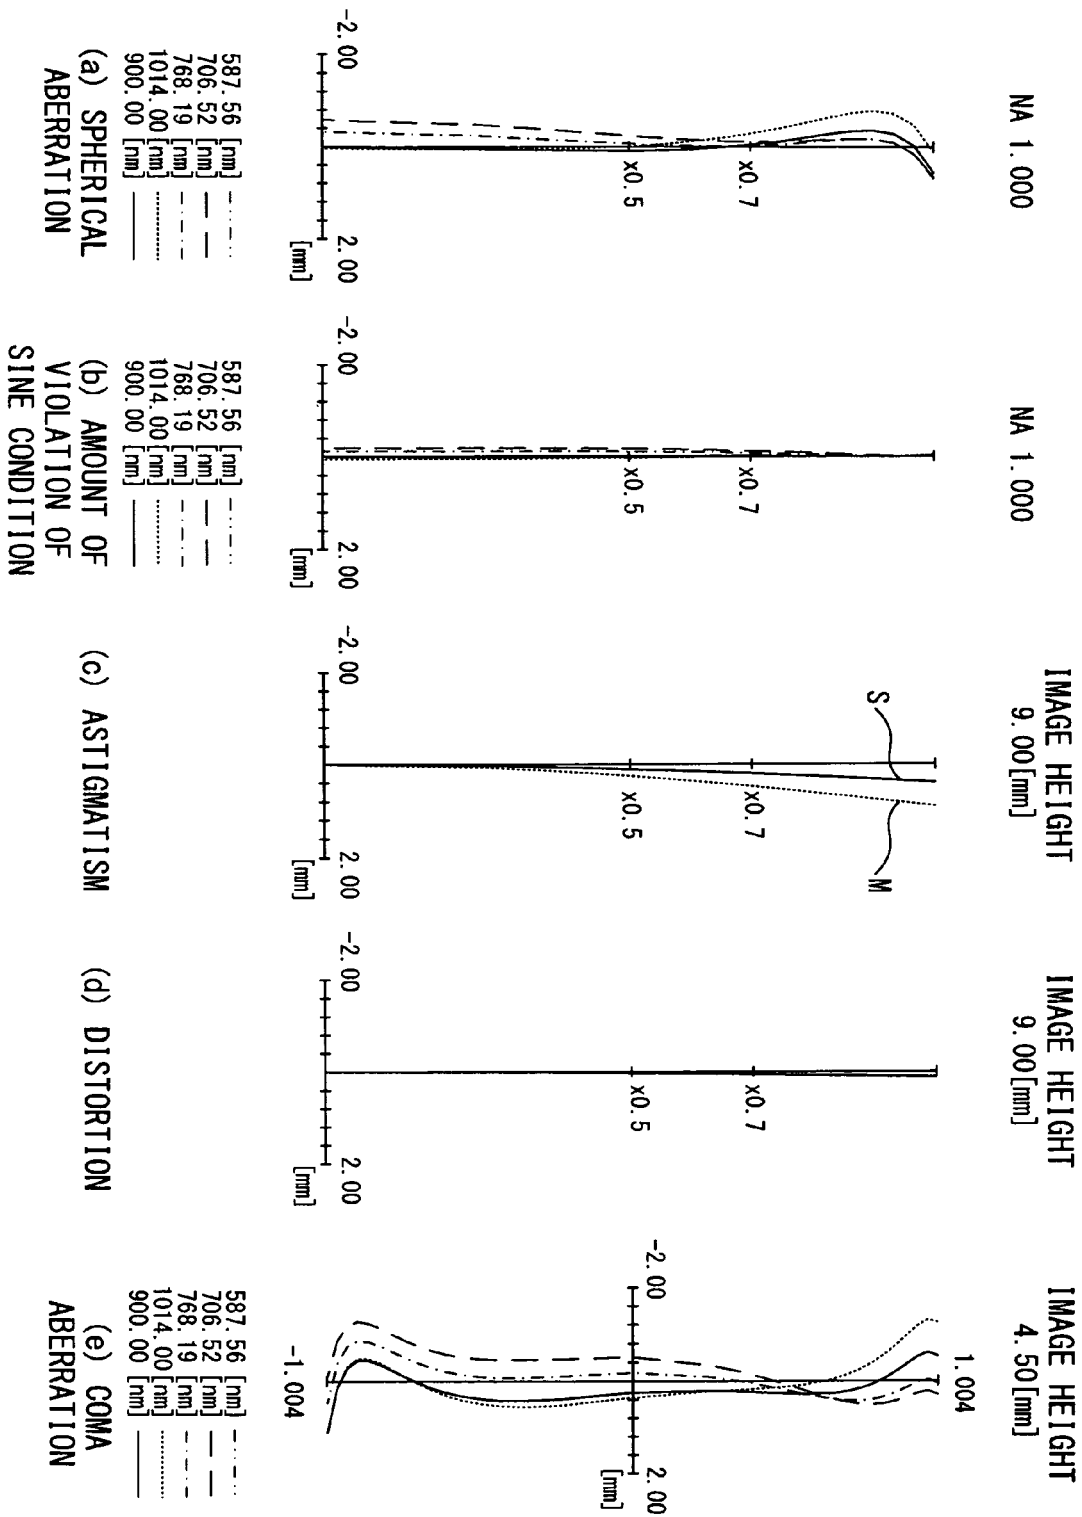 NA 1.000
-2.00
2.00
[mm]
x0.5
x0.7
587.56 [nm]
706.52 [nm]
768.19 [nm]
1014.00 [nm]
900.00 [nm]
(a) SPHERICAL
ABERRATION
NA 1.000
-2.00
2.00
[mm]
x0.5
x0.7
587.56 [nm]
706.52 [nm]
768.19 [nm]
1014.00 [nm]
900.00 [nm]
(b) AMOUNT OF
VIOLATION OF
SINE CONDITION
IMAGE HEIGHT
9.00[mm]
S
M
-2.00
2.00
[mm]
x0.5
x0.7
(c) ASTIGMATISM
IMAGE HEIGHT
9.00[mm]
-2.00
2.00
[mm]
x0.5
x0.7
(d) DISTORTION
IMAGE HEIGHT
4.50[mm]
1.004
-2.00
2.00
[mm]
-1.004
587.56 [nm]
706.52 [nm]
768.19 [nm]
1014.00 [nm]
900.00 [nm]
(e) COMA
ABERRATION